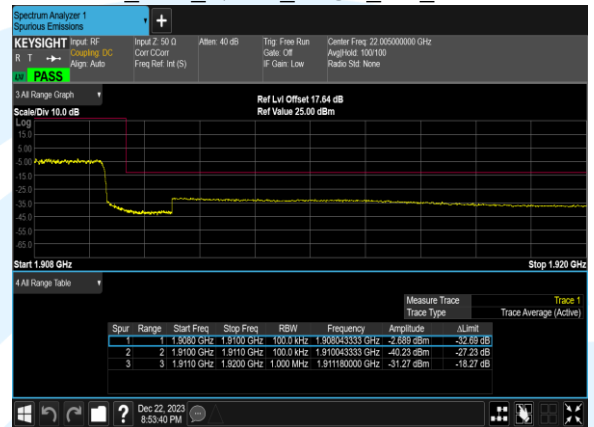 Spectrum Analyzer 1
Spurious Emissions
KEYSIGHT Input: RF Input Z: 50 Ω Atten: 40 dB Trig: Free Run Center Freq: 22.005000000 GHz
R T Coupling: DC Corr CCorr Gate: Off Avg|Hold: 100/100
Align: Auto Freq Ref: Int (S) IF Gain: Low Radio Std: None
LV PASS
3 All Range Graph
Ref Lvl Offset 17.64 dB
Scale/Div 10.0 dB Ref Value 25.00 dBm
Log
15.0
5.00
-5.00
-15.0
-25.0
-35.0
-45.0
-55.0
-65.0
Start 1.908 GHz Stop 1.920 GHz
4 All Range Table
Measure Trace Trace 1
Trace Type Trace Average (Active)
Spur Range Start Freq Stop Freq RBW Frequency Amplitude ΔLimit
1 1 1.9080 GHz 1.9100 GHz 100.0 kHz 1.908043333 GHz -2.689 dBm -32.69 dB
2 2 1.9100 GHz 1.9110 GHz 100.0 kHz 1.910043333 GHz -40.23 dBm -27.23 dB
3 3 1.9110 GHz 1.9200 GHz 1.000 MHz 1.911180000 GHz -31.27 dBm -18.27 dB
Dec 22, 2023
8:53:40 PM